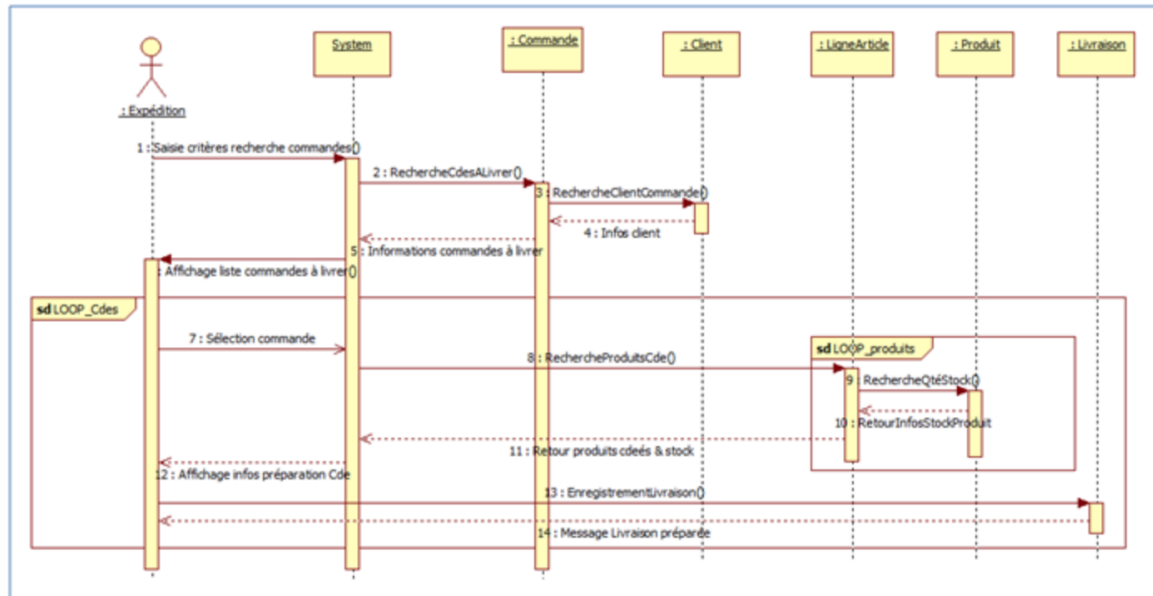 System
: Commande
: Client
: LigneArticle
: Produit
: Livraison
: Expédition
1 : Saisie critères recherche commandes()
2 : RechercheCdesALivrer()
3 : RechercheClientCommande()
4 : Infos client
5 : Informations commandes à livrer
: Affichage liste commandes à livrer()
sd LOOP_Cdes
7 : Sélection commande
sd LOOP_produits
8 : RechercheProduitsCde()
9 : RechercheQtéStock()
10 : RetourInfosStockProduit
11 : Retour produits cdeés & stock
12 : Affichage infos préparation Cde
13 : EnregistrementLivraison()
14 : Message Livraison préparée